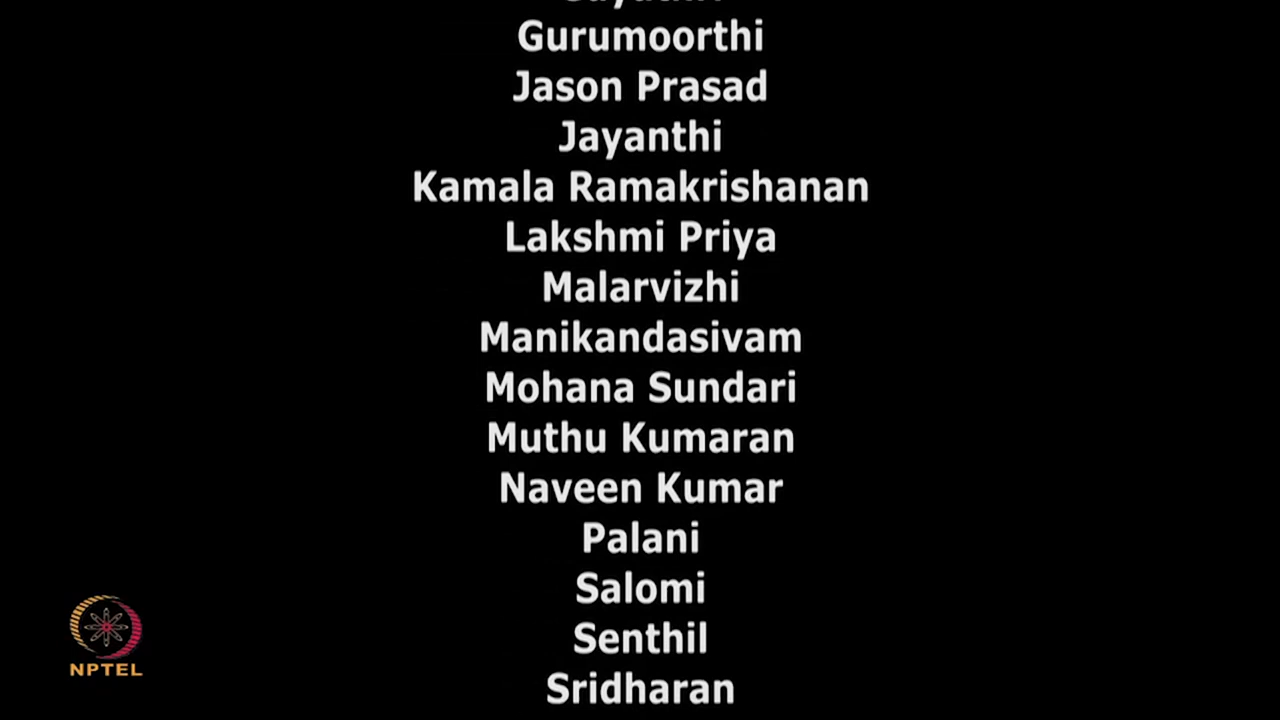 Gurumoorthi
Jason Prasad
Jayanthi
Kamala Ramakrishanan
Lakshmi Priya
Malarvizhi
Manikandasivam
Mohana Sundari
Muthu Kumaran
Naveen Kumar
Palani
Salomi
Senthil
Sridharan
NPTEL